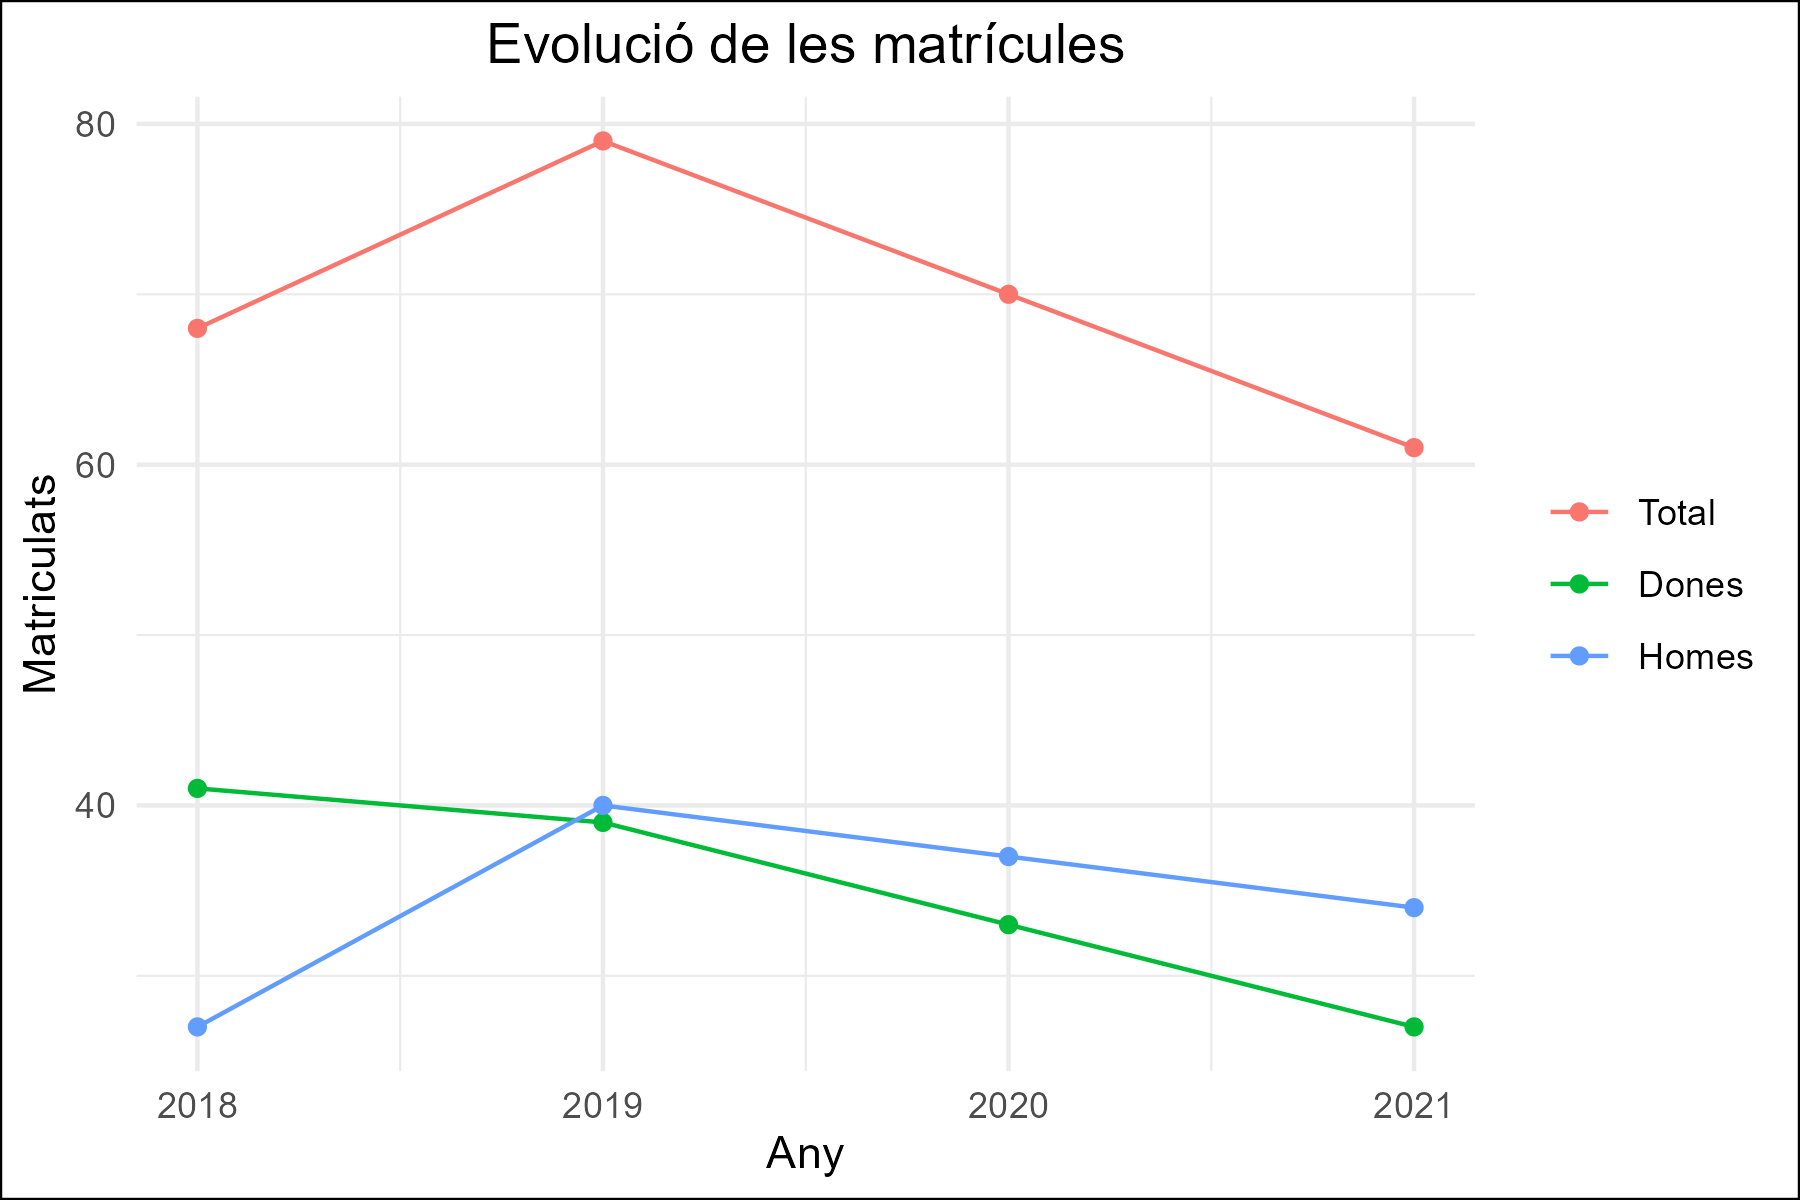 Evolució de les matrícules
80
60
40
Matriculats
2018
2019
2020
2021
Any
Total
Dones
Homes